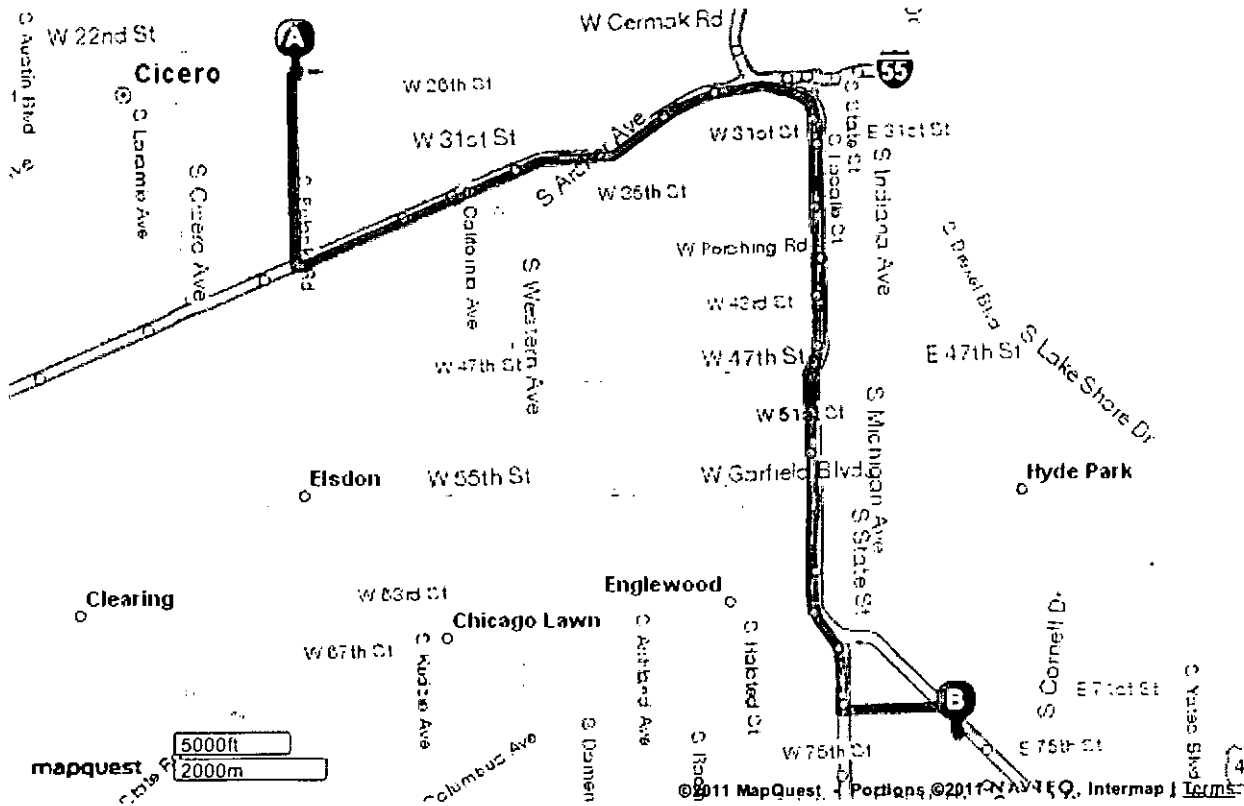 W Cermak Rd
A
W 22nd St
Cicero
55
W 26th St
W 31st St
W 31st St
E 31st St
S State St
S Indiana Ave
S Cicero Ave
S Archer Ave
W 35th St
California Ave
S Western Ave
W Pershing Rd
W 43rd St
W 47th St
W 47th St
E 47th St
S Lake Shore Dr
W 51st St
S Michigan Ave
Elsdon
W 55th St
W Garfield Blvd
Hyde Park
S State St
Clearing
W 63rd St
Englewood
Chicago Lawn
W 67th St
S Halsted St
S Cornell Dr
B
E 71st St
5000ft
2000m
mapquest
Columbus Ave
W 75th St
E 75th St
4
©2011 MapQuest - Portions ©2011 NAVTEQ, Intermap | Terms